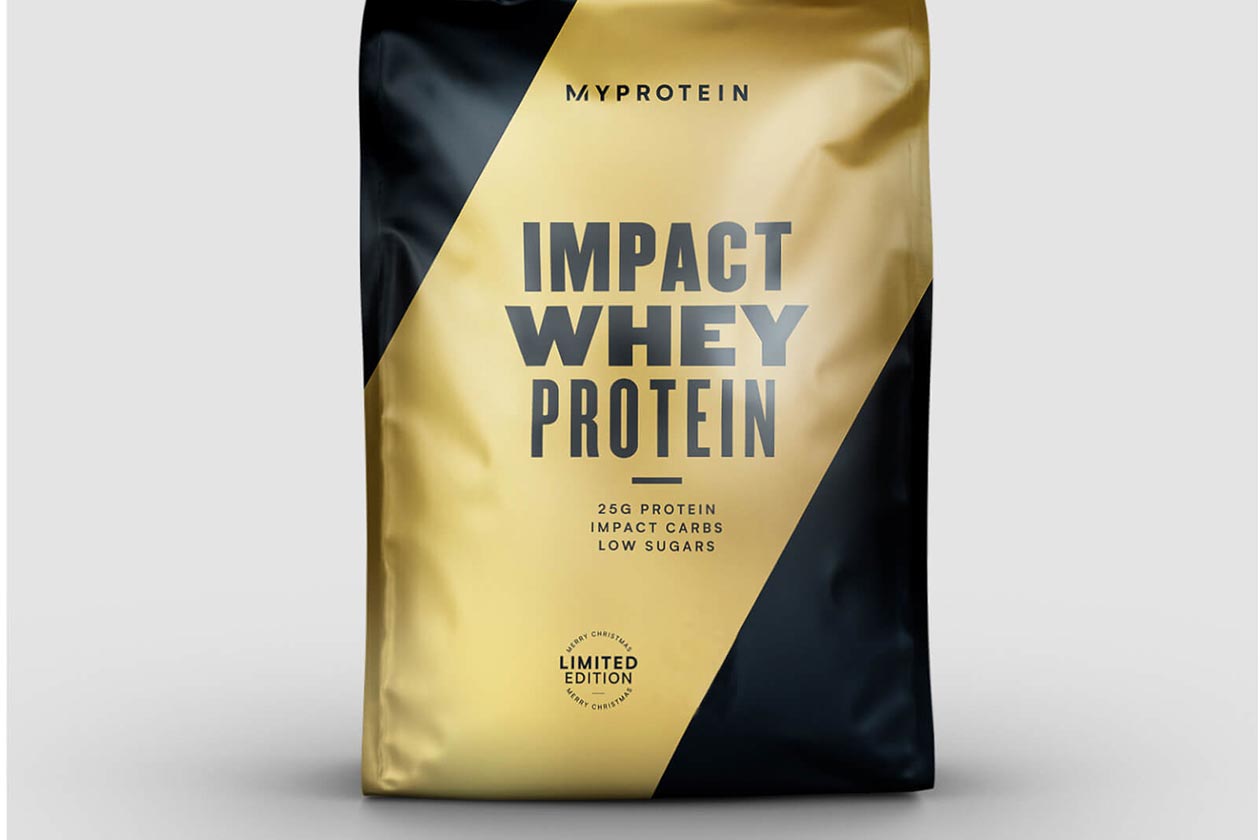 MYPROTEIN
IMPACT
WHEY
PROTEIN
25G PROTEIN
IMPACT CARBS
LOW SUGARS
MERRY CHRISTMAS
LIMITED
EDITION
MERRY CHRISTMAS